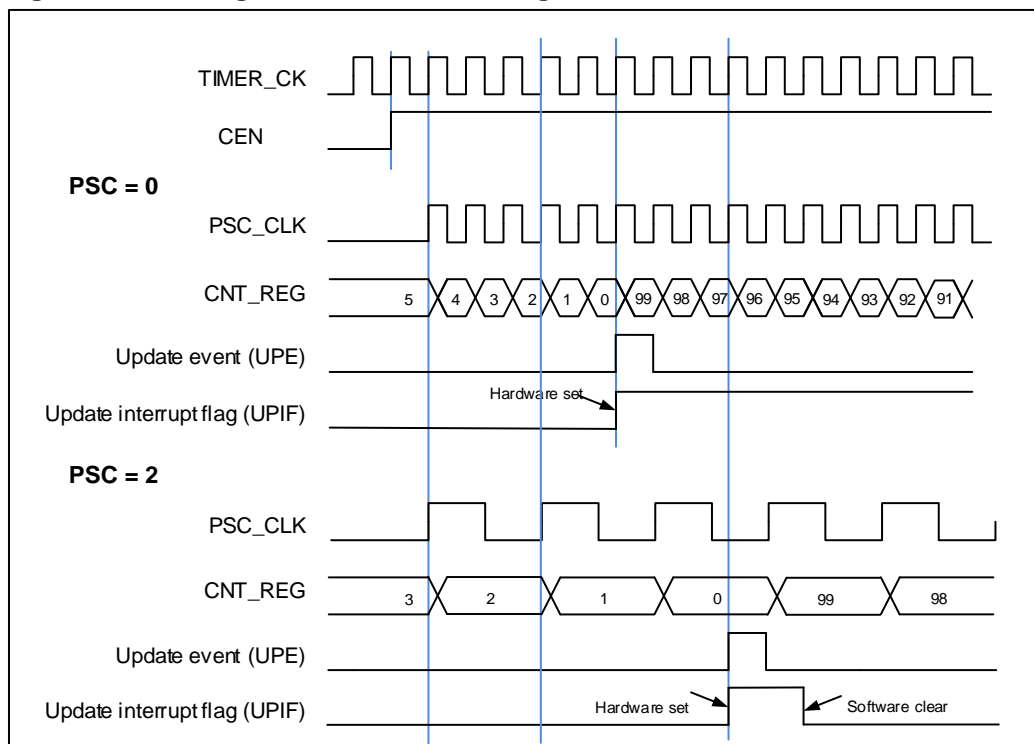 TIMER_CK
CEN
PSC = 0
PSC_CLK
CNT_REG 5 4 3 2 1 0 99 98 97 96 95 94 93 92 91
Update event (UPE)
Hardware set
Update interrupt flag (UPIF)
PSC = 2
PSC_CLK
CNT_REG 3 2 1 0 99 98
Update event (UPE)
Update interrupt flag (UPIF) Hardware set Software clear